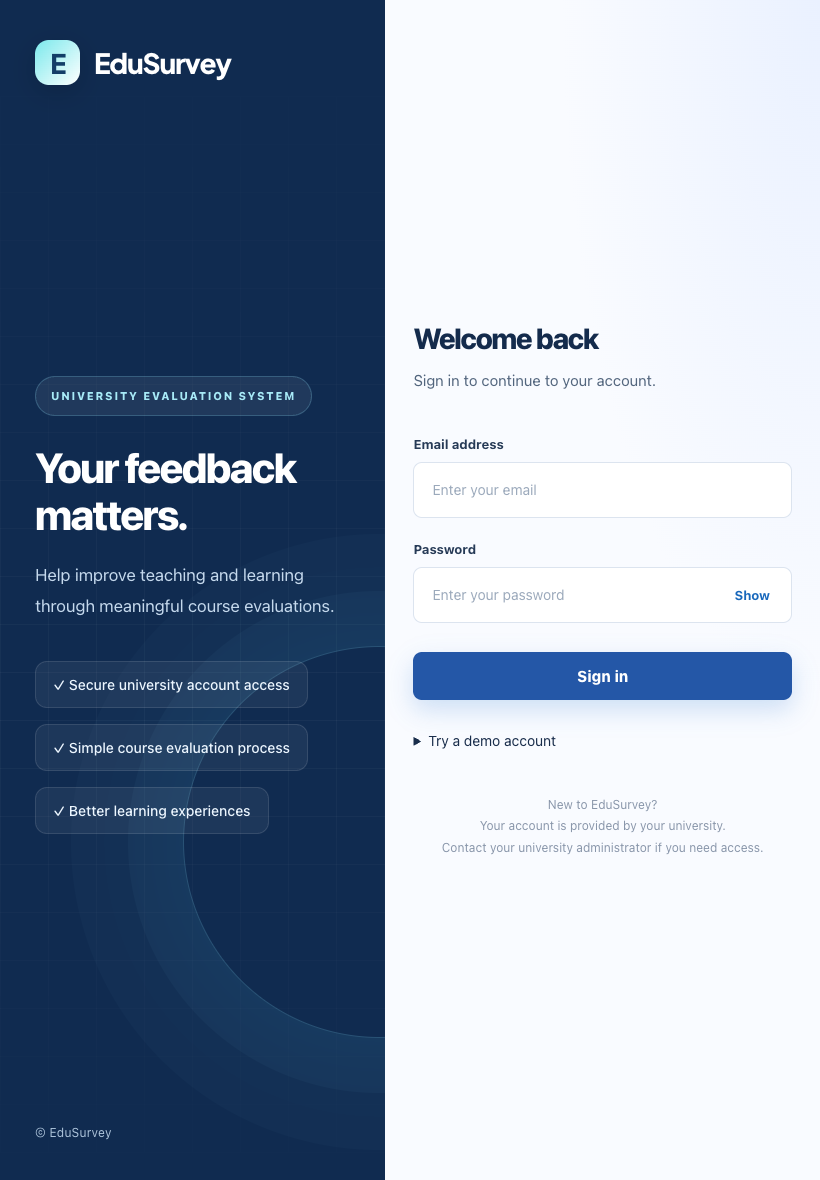 E EduSurvey
UNIVERSITY EVALUATION SYSTEM
Your feedback
matters.
Help improve teaching and learning
through meaningful course evaluations.
✓ Secure university account access
✓ Simple course evaluation process
✓ Better learning experiences
© EduSurvey
Welcome back
Sign in to continue to your account.
Email address
Enter your email
Password
Enter your password Show
Sign in
Try a demo account
New to EduSurvey?
Your account is provided by your university.
Contact your university administrator if you need access.